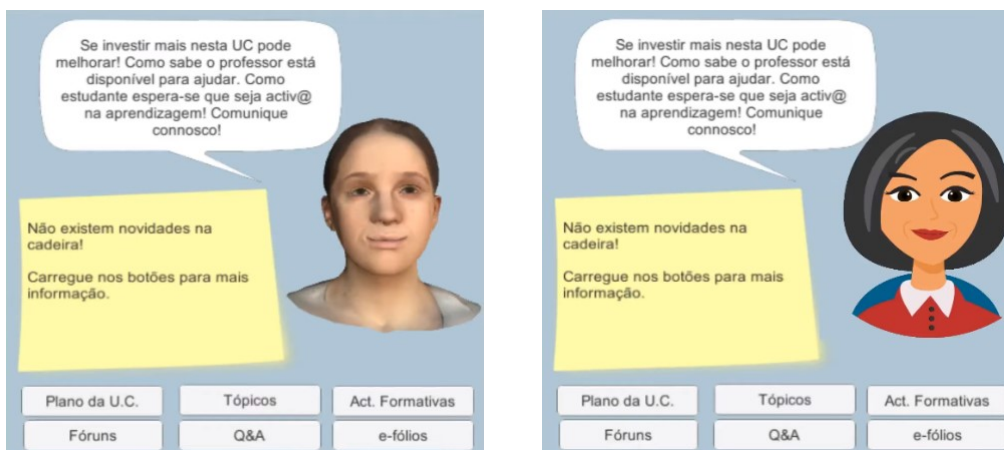 Se investir mais nesta UC pode
melhorar! Como sabe o professor está
disponível para ajudar. Como
estudante espera-se que seja activ@
na aprendizagem! Comunique
connosco!
Não existem novidades na
cadeira!
Carregue nos botões para mais
informação.
Plano da U.C.
Tópicos
Act. Formativas
Fóruns
Q&A
e-fólios
Se investir mais nesta UC pode
melhorar! Como sabe o professor está
disponível para ajudar. Como
estudante espera-se que seja activ@
na aprendizagem! Comunique
connosco!
Não existem novidades na
cadeira!
Carregue nos botões para mais
informação.
Plano da U.C.
Tópicos
Act. Formativas
Fóruns
Q&A
e-fólios